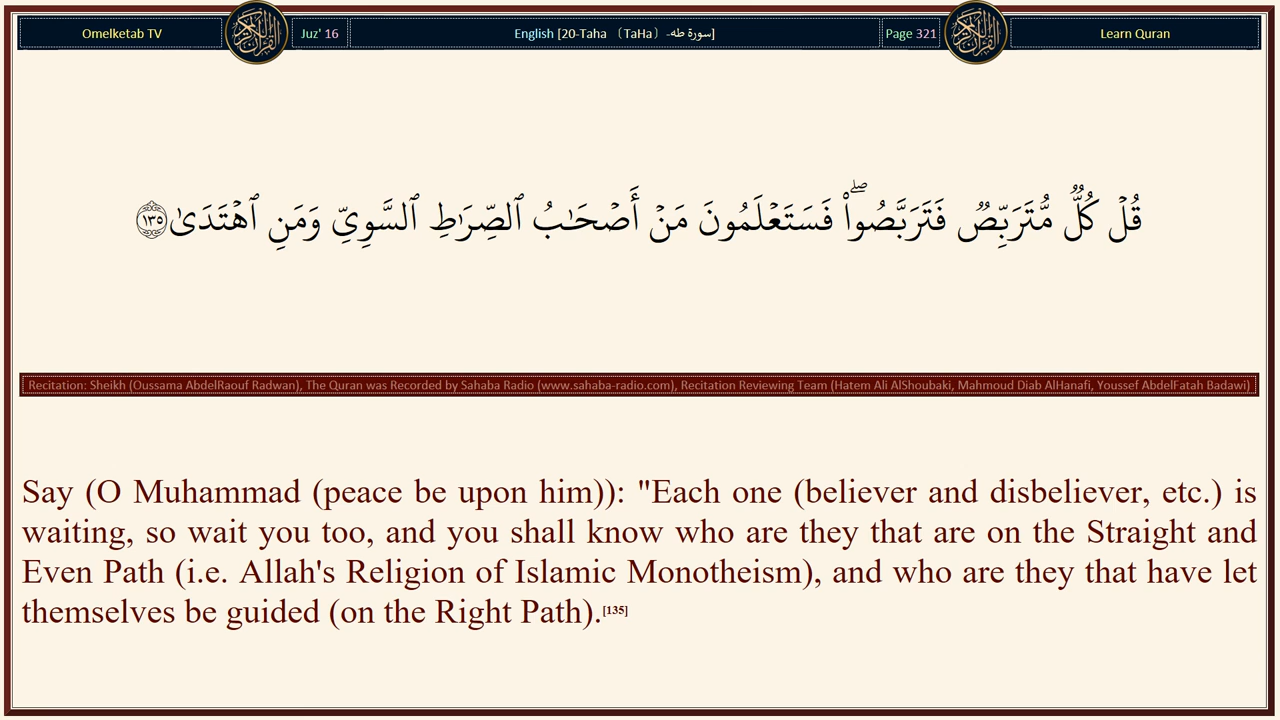 Omelketab TV
Juz' 16
English [20-Taha 〔TaHa〕 -سورة طه]
Page 321
Learn Quran
قُلۡ كُلّٞ مُّتَرَبِّصٞ فَتَرَبَّصُواْۖ فَسَتَعۡلَمُونَ مَنۡ أَصۡحَٰبُ ٱلصِّرَٰطِ ٱلسَّوِيِّ وَمَنِ ٱهۡتَدَىٰ ١٣٥
Recitation: Sheikh (Oussama AbdelRaouf Radwan), The Quran was Recorded by Sahaba Radio (www.sahaba-radio.com), Recitation Reviewing Team (Hatem Ali AlShoubaki, Mahmoud Diab AlHanafi, Youssef AbdelFatah Badawi)
Say (O Muhammad (peace be upon him)): "Each one (believer and disbeliever, etc.) is
waiting, so wait you too, and you shall know who are they that are on the Straight and
Even Path (i.e. Allah's Religion of Islamic Monotheism), and who are they that have let
themselves be guided (on the Right Path).[135]